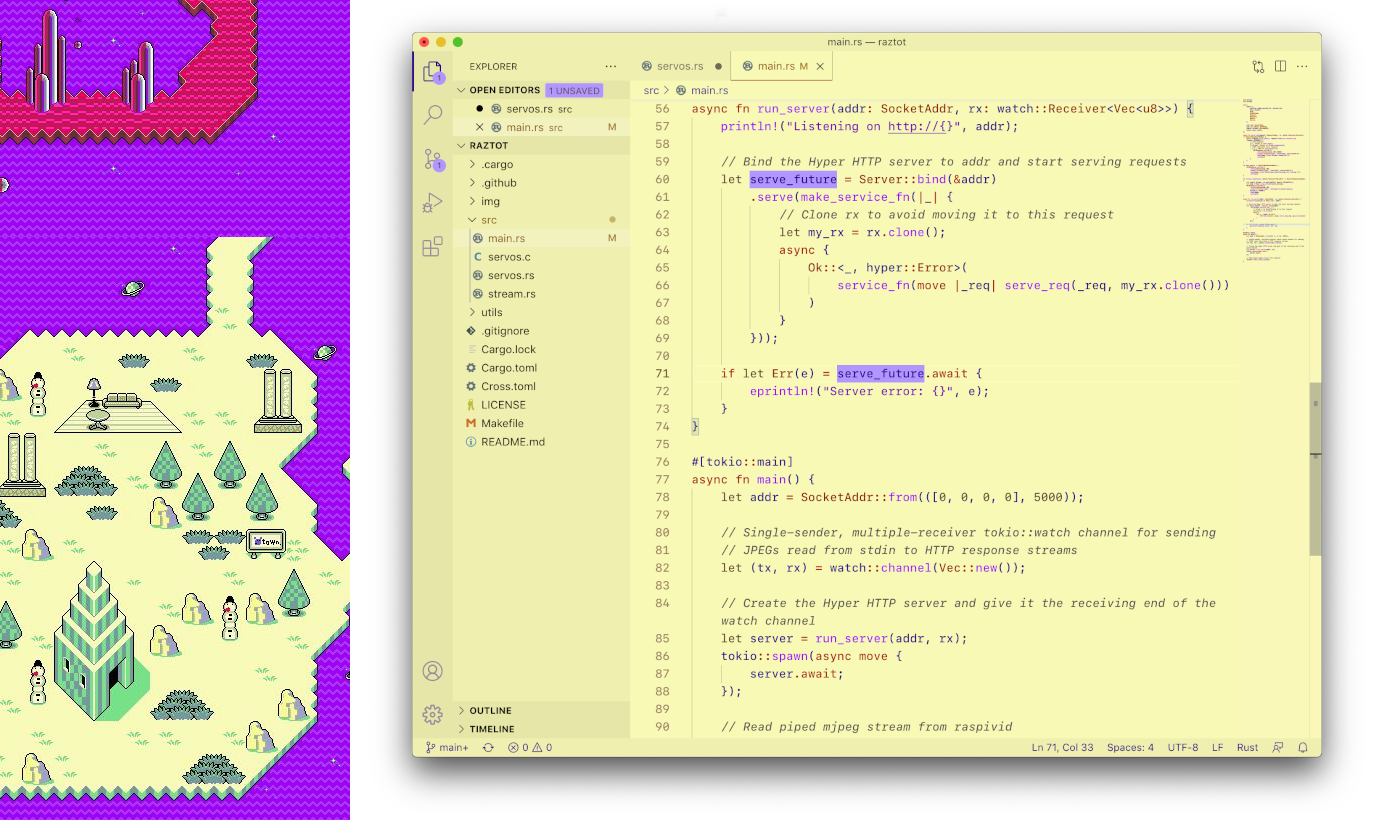 town.
main.rs — raztot
EXPLORER ···
servos.rs
main.rs M
OPEN EDITORS 1 UNSAVED
servos.rs src
main.rs src M
RAZTOT
.cargo
.github
img
src
main.rs M
servos.c
servos.rs
stream.rs
utils
.gitignore
Cargo.lock
Cargo.toml
Cross.toml
LICENSE
Makefile
README.md
OUTLINE
TIMELINE
1
1
src > main.rs
56 async fn run_server(addr: SocketAddr, rx: watch::Receiver<Vec<u8>>) {
57 println!("Listening on http://{}", addr);
58
59 // Bind the Hyper HTTP server to addr and start serving requests
60 let serve_future = Server::bind(&addr)
61 .serve(make_service_fn(|_| {
62 // Clone rx to avoid moving it to this request
63 let my_rx = rx.clone();
64 async {
65 Ok::<_, hyper::Error>(
66 service_fn(move |_req| serve_req(_req, my_rx.clone()))
67 )
68 }
69 }));
70
71 if let Err(e) = serve_future.await {
72 eprintln!("Server error: {}", e);
73 }
74 }
75
76 #[tokio::main]
77 async fn main() {
78 let addr = SocketAddr::from(([0, 0, 0, 0], 5000));
79
80 // Single-sender, multiple-receiver tokio::watch channel for sending
81 // JPEGs read from stdin to HTTP response streams
82 let (tx, rx) = watch::channel(Vec::new());
83
84 // Create the Hyper HTTP server and give it the receiving end of the
watch channel
85 let server = run_server(addr, rx);
86 tokio::spawn(async move {
87 server.await;
88 });
89
90 // Read piped mjpeg stream from raspivid
main+ 0 0 Ln 71, Col 33 Spaces: 4 UTF-8 LF Rust